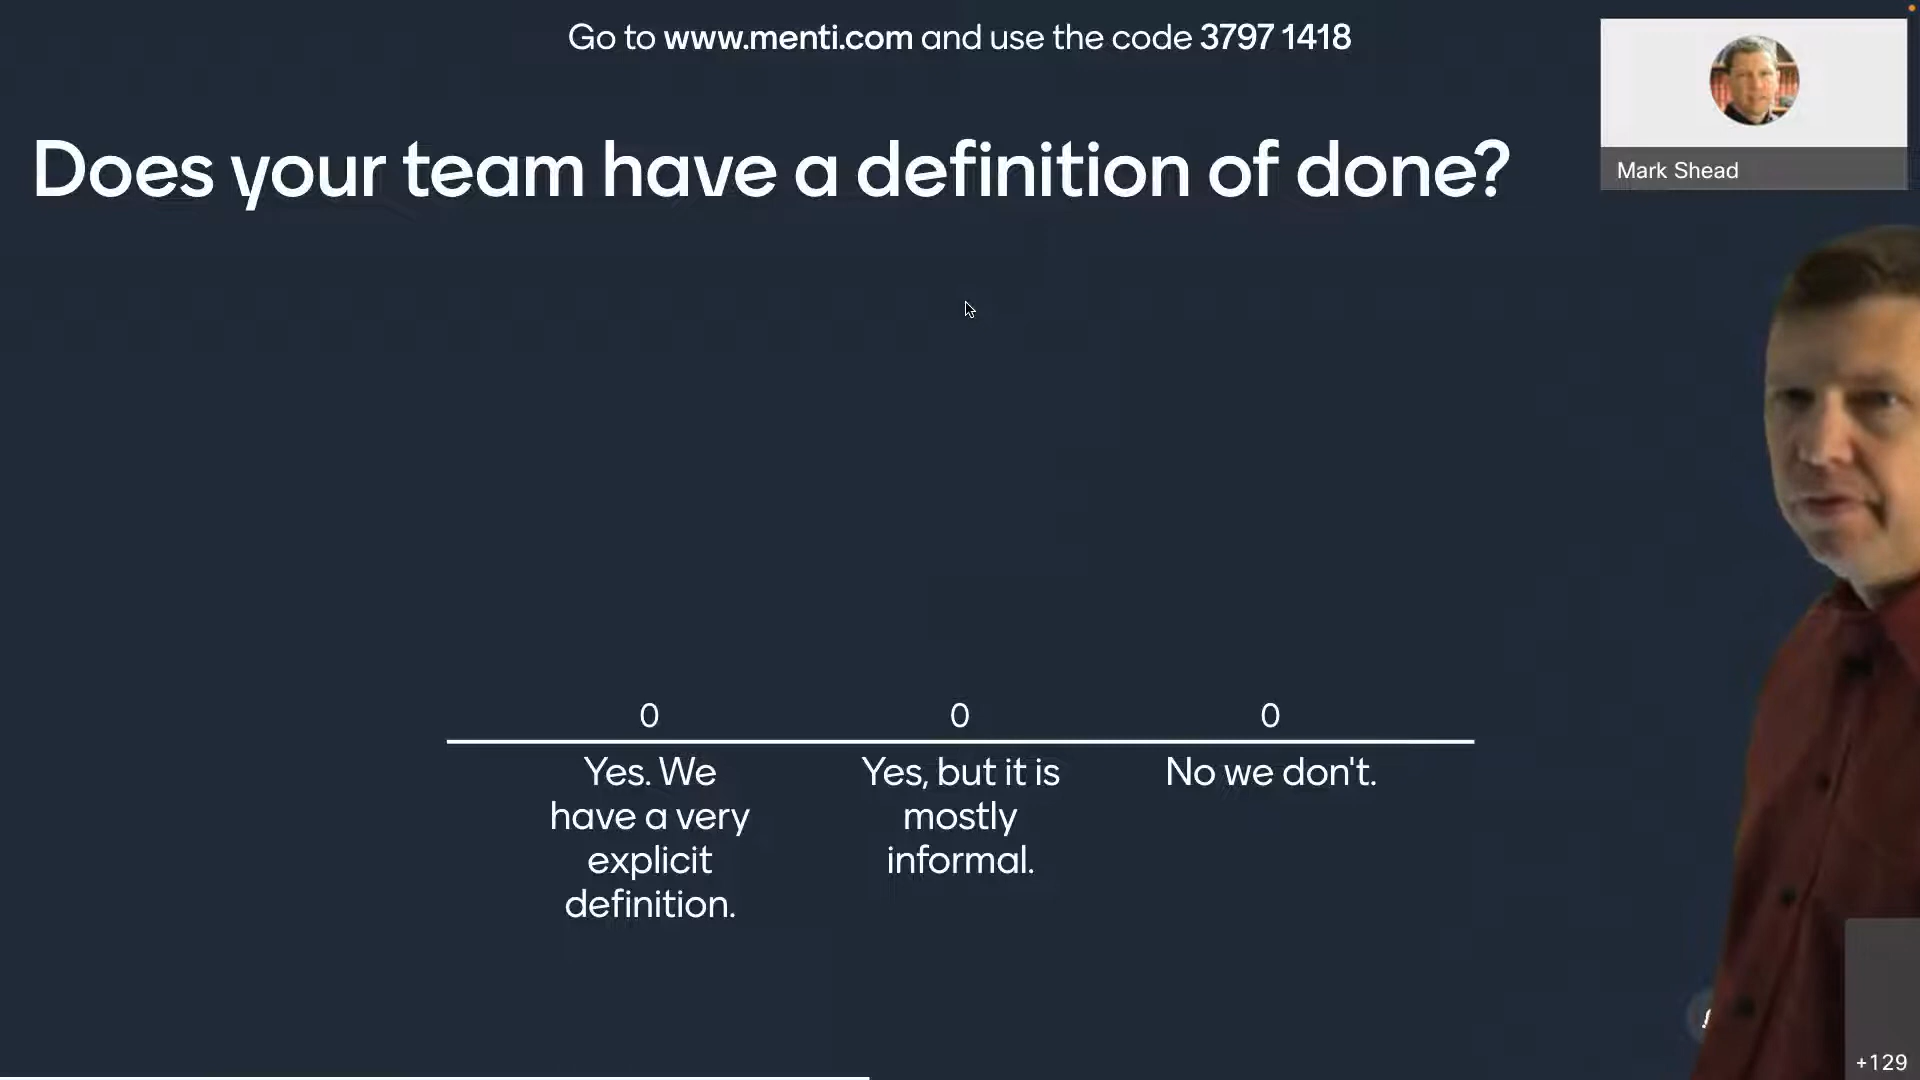 Go to www.menti.com and use the code 3797 1418
Mark Shead
Does your team have a definition of done?
0
0
0
Yes. We
have a very
explicit
definition.
Yes, but it is
mostly
informal.
No we don't.
+129